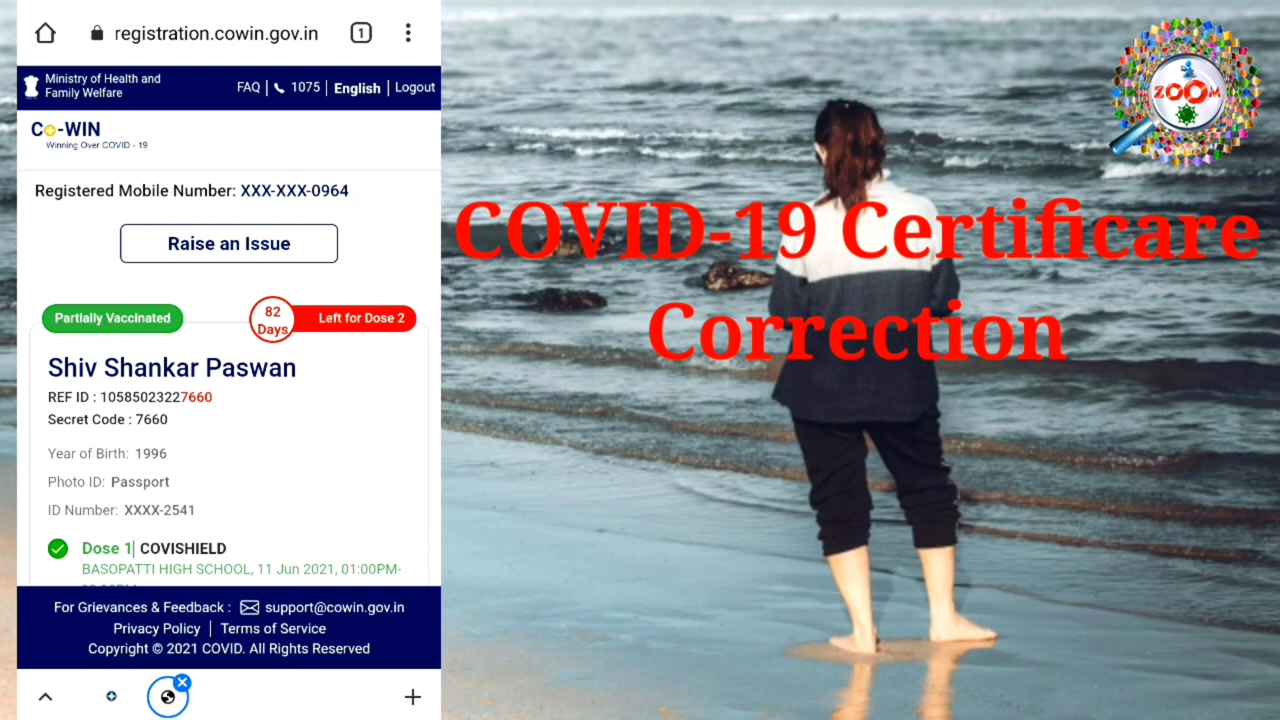 registration.cowin.gov.in
1
Ministry of Health and
Family Welfare
FAQ | 1075 | English | Logout
Co-WIN
Winning Over COVID - 19
Registered Mobile Number: XXX-XXX-0964
Raise an Issue
Partially Vaccinated
82
Days
Left for Dose 2
Shiv Shankar Paswan
REF ID : 10585023227660
Secret Code : 7660
Year of Birth: 1996
Photo ID: Passport
ID Number: XXXX-2541
Dose 1| COVISHIELD
BASOPATTI HIGH SCHOOL, 11 Jun 2021, 01:00PM-
For Grievances & Feedback : support@cowin.gov.in
Privacy Policy | Terms of Service
Copyright © 2021 COVID. All Rights Reserved
ZOOM
COVID-19 Certificare
Correction